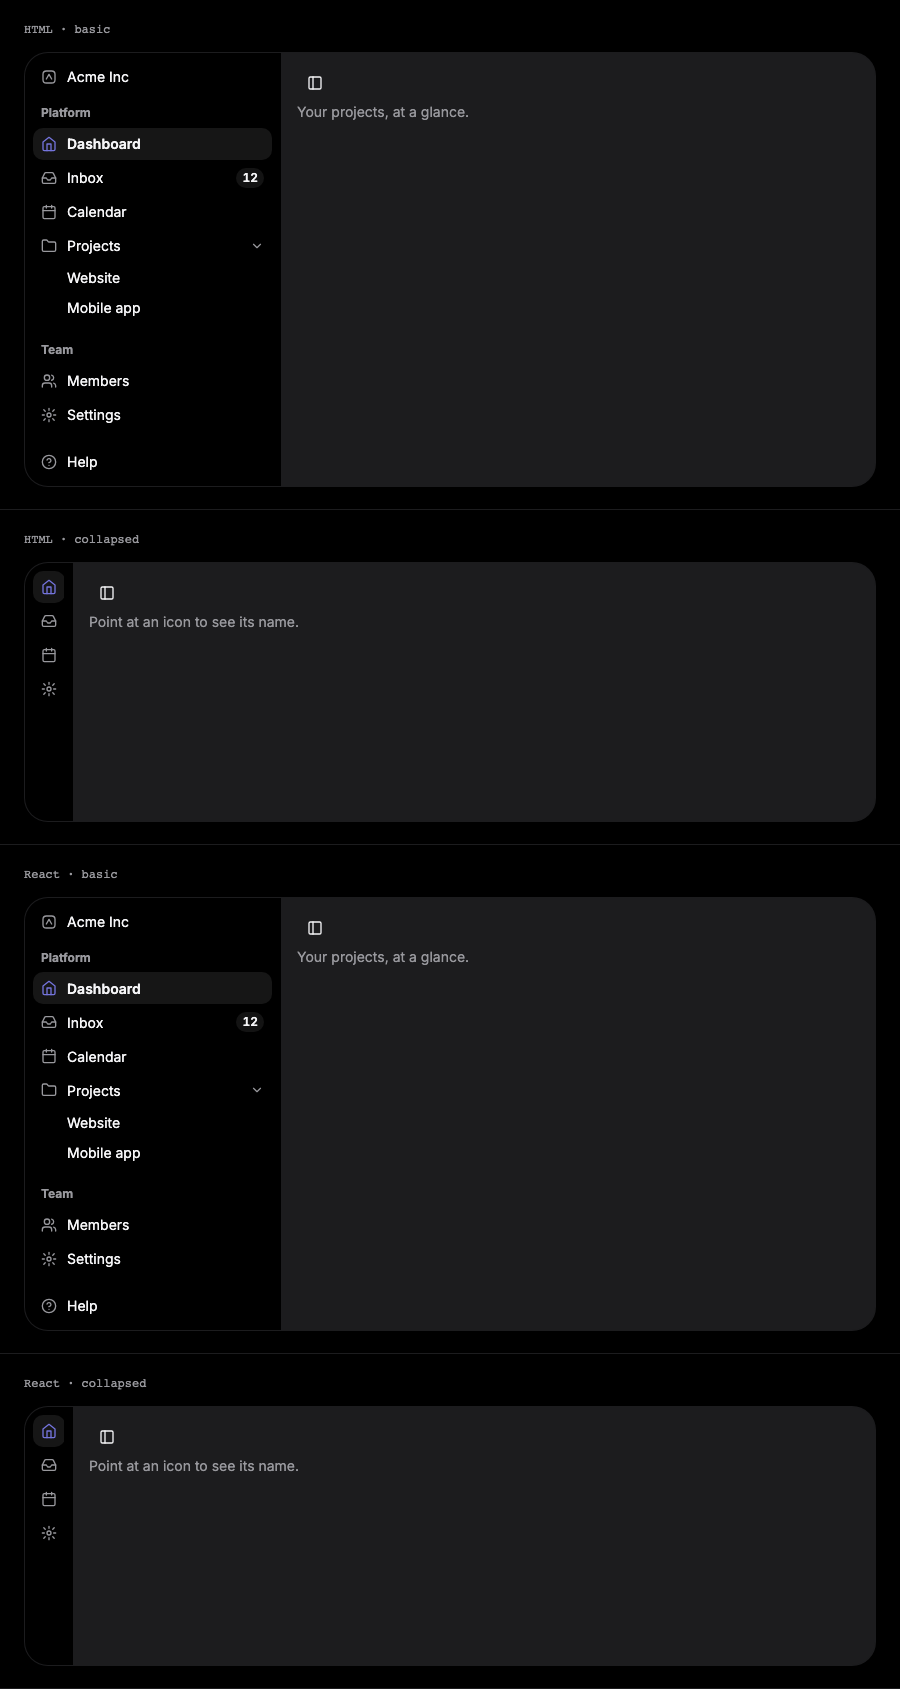 HTML · basic
Acme Inc
Platform
Dashboard
Inbox 12
Calendar
Projects
Website
Mobile app
Team
Members
Settings
Help
Your projects, at a glance.
HTML · collapsed
Point at an icon to see its name.
React · basic
Acme Inc
Platform
Dashboard
Inbox 12
Calendar
Projects
Website
Mobile app
Team
Members
Settings
Help
Your projects, at a glance.
React · collapsed
Point at an icon to see its name.